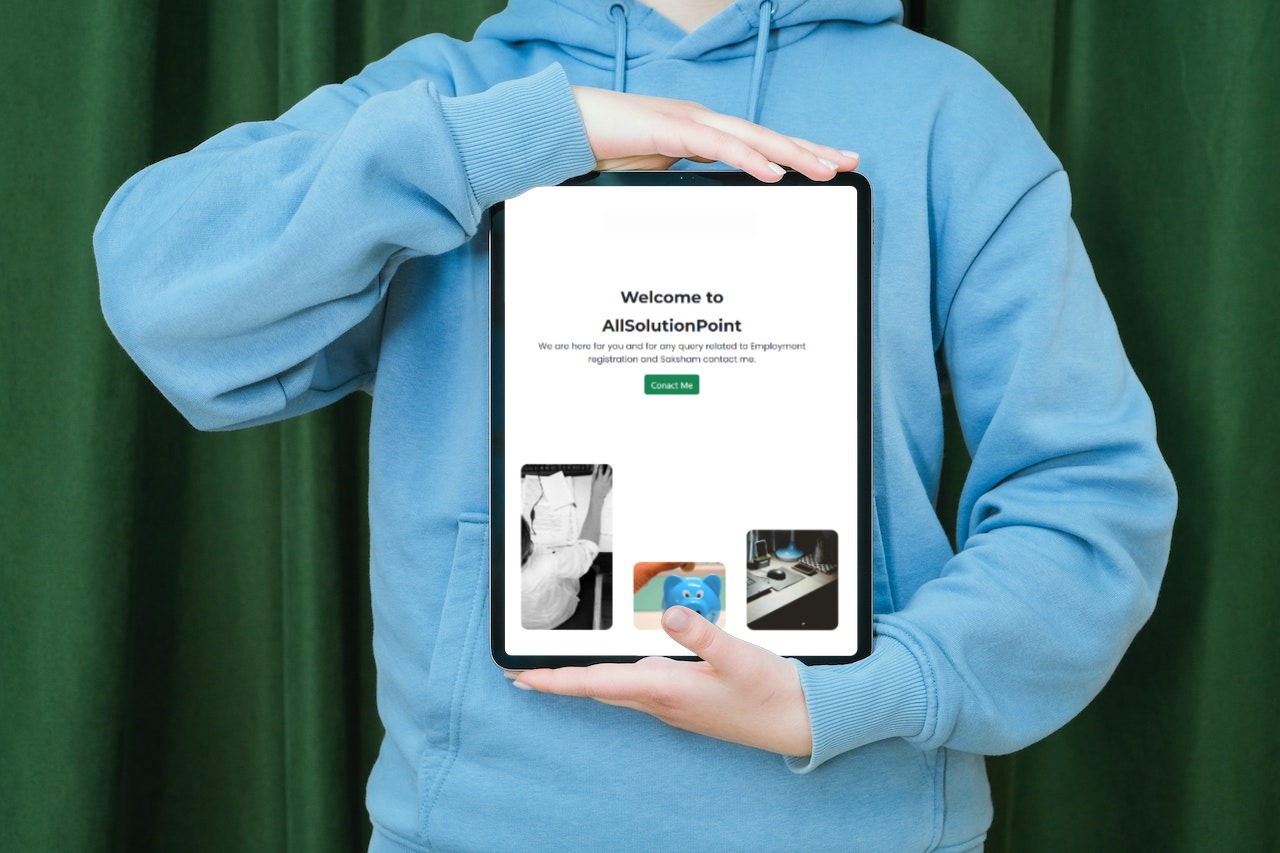 Welcome to
AllSolutionPoint
We are here for you and for any query related to Employment
registration and Saksham contact me.
Conact Me